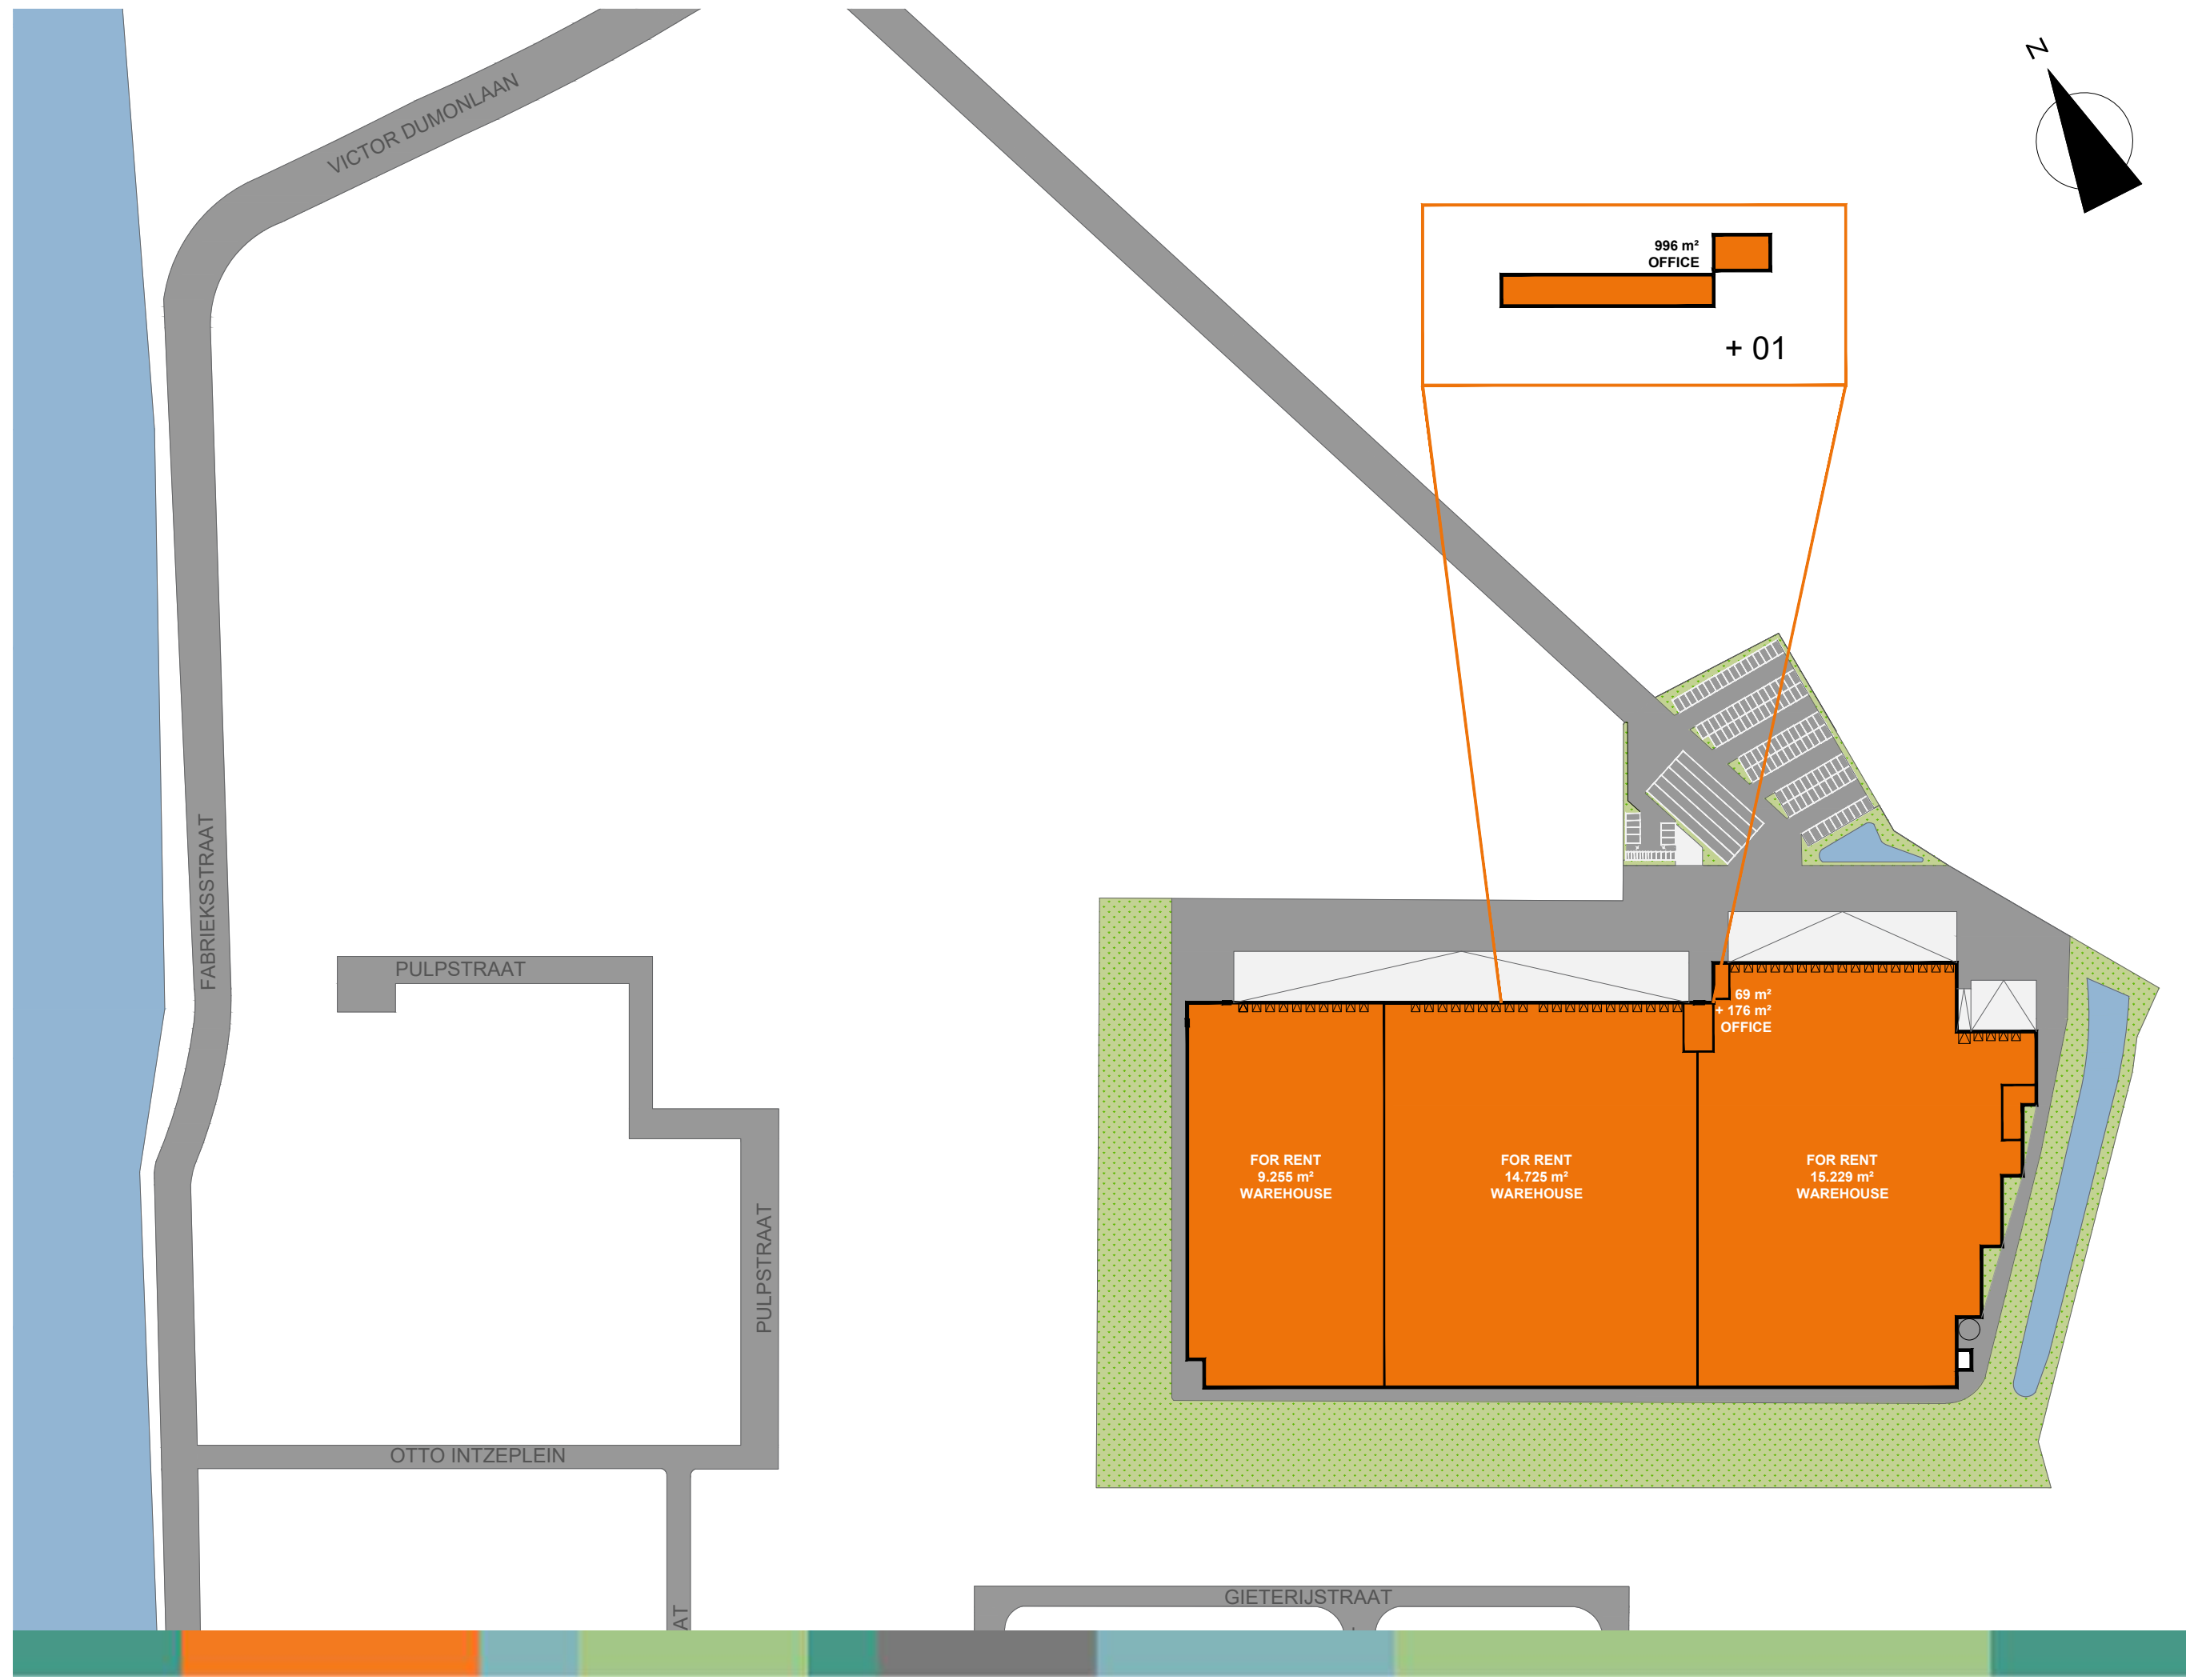 N
VICTOR DUMONLAAN
996 m²
OFFICE
+ 01
FABRIEKSSTRAAT
PULPSTRAAT
69 m²
+ 176 m²
OFFICE
FOR RENT
9.255 m²
WAREHOUSE
FOR RENT
14.725 m²
WAREHOUSE
FOR RENT
15.229 m²
WAREHOUSE
PULPSTRAAT
OTTO INTZEPLEIN
GIETERIJSTRAAT
AT